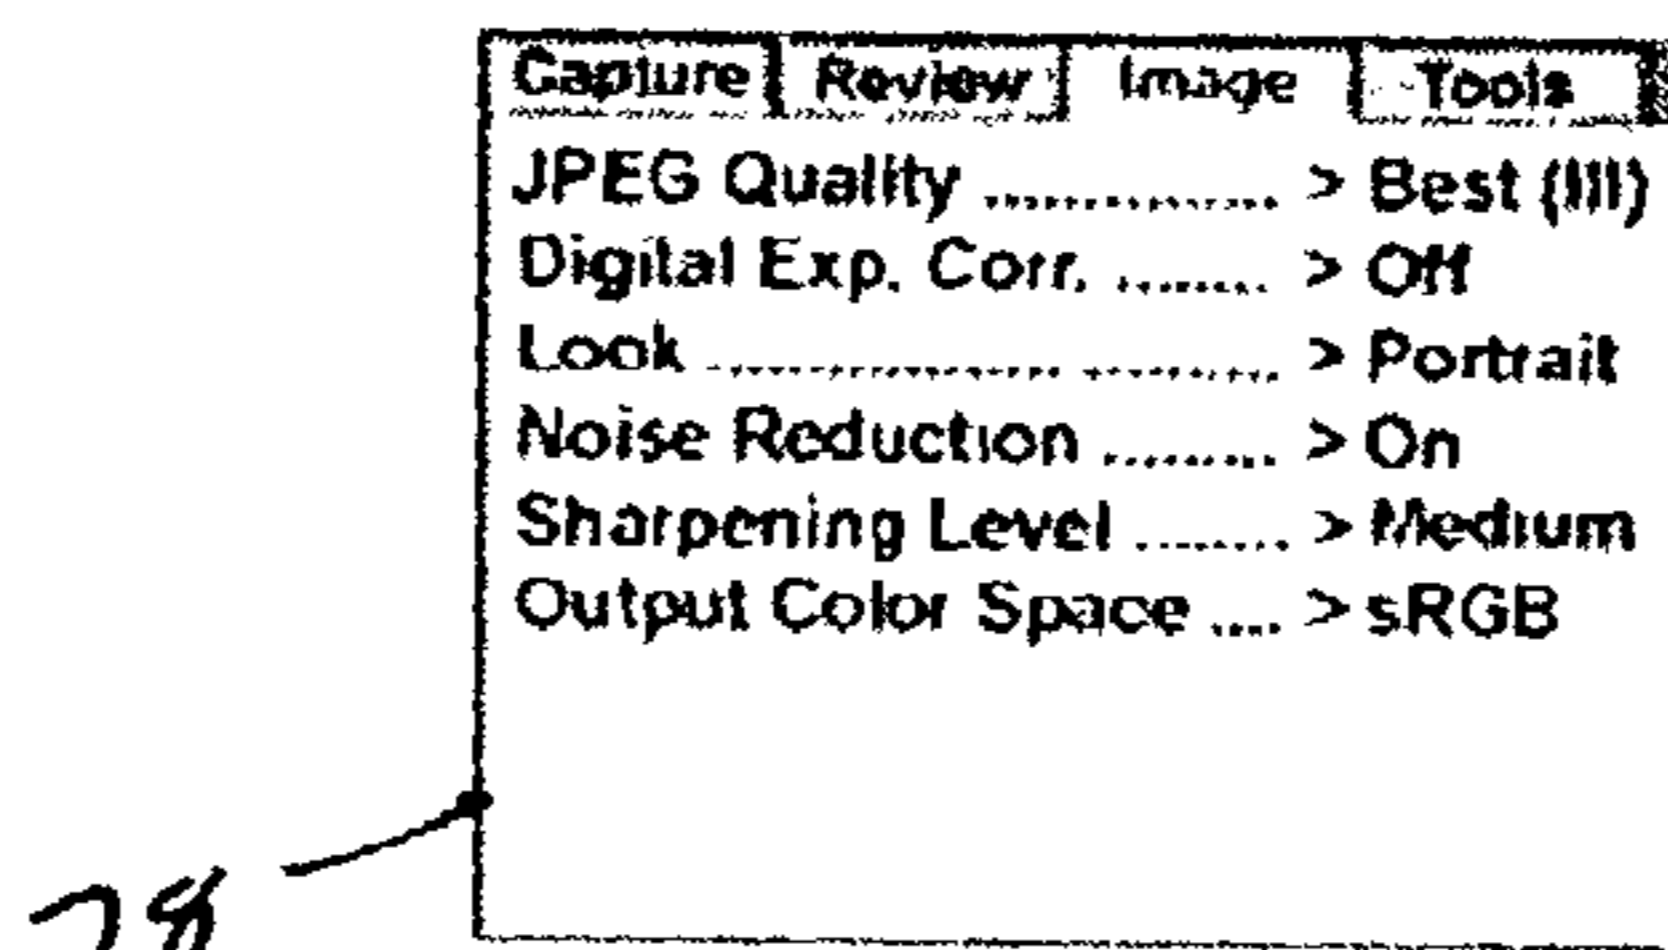 Capture Review Image Tools
JPEG Quality ................ > Best (III)
Digital Exp. Corr. ........ > Off
Look .............................. > Portrait
Noise Reduction ......... > On
Sharpening Level ........ > Medium
Output Color Space .... > sRGB
78